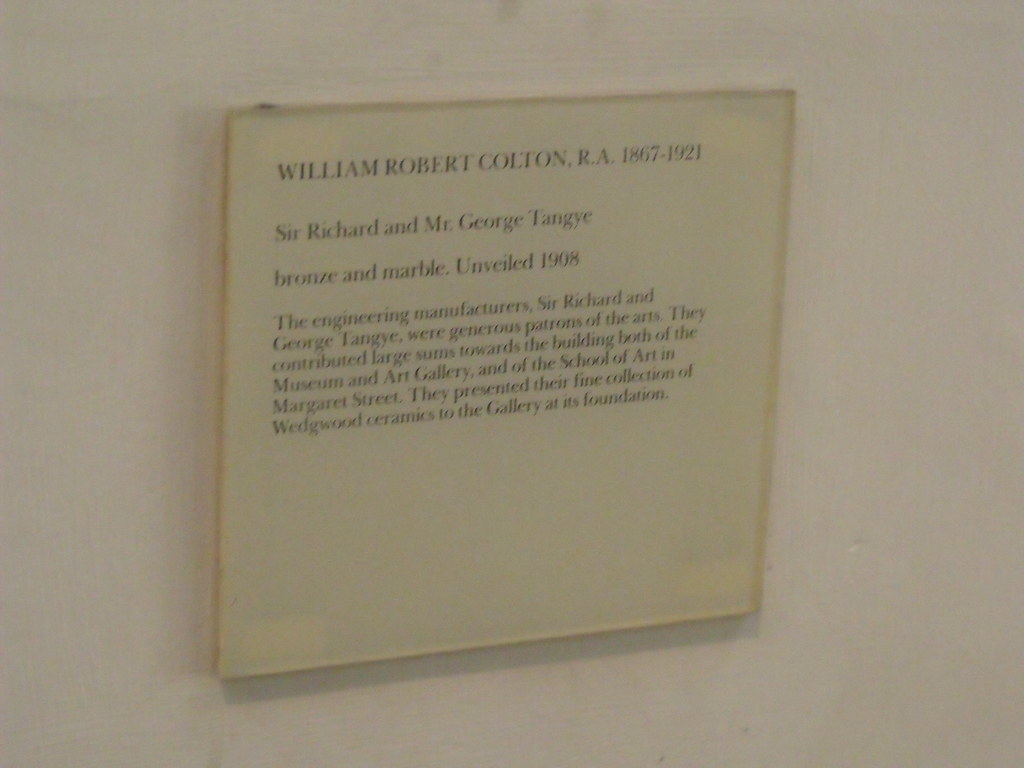 WILLIAM ROBERT COLTON, R.A. 1867-1921
Sir Richard and Mr. George Tangye
bronze and marble. Unveiled 1908
The engineering manufacturers, Sir Richard and
George Tangye, were generous patrons of the arts. They
contributed large sums towards the building both of the
Museum and Art Gallery, and of the School of Art in
Margaret Street. They presented their fine collection of
Wedgwood ceramics to the Gallery at its foundation.